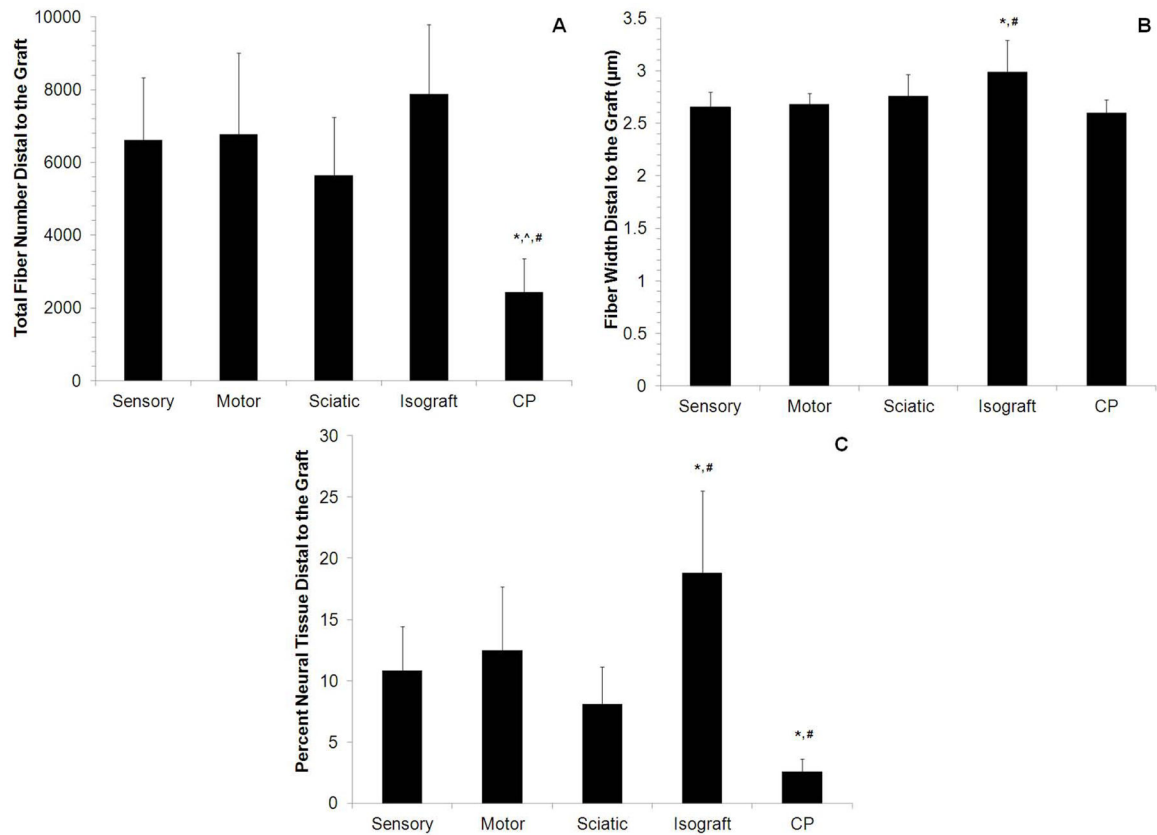 A
Total Fiber Number Distal to the Graft
10000
8000
6000
4000
2000
0
*,^,#
Sensory Motor Sciatic Isograft CP
B
Fiber Width Distal to the Graft (µm)
3.5
3
2.5
2
1.5
1
0.5
0
*,#
Sensory Motor Sciatic Isograft CP
C
Percent Neural Tissue Distal to the Graft
30
25
20
15
10
5
0
*,#
*,#
Sensory Motor Sciatic Isograft CP